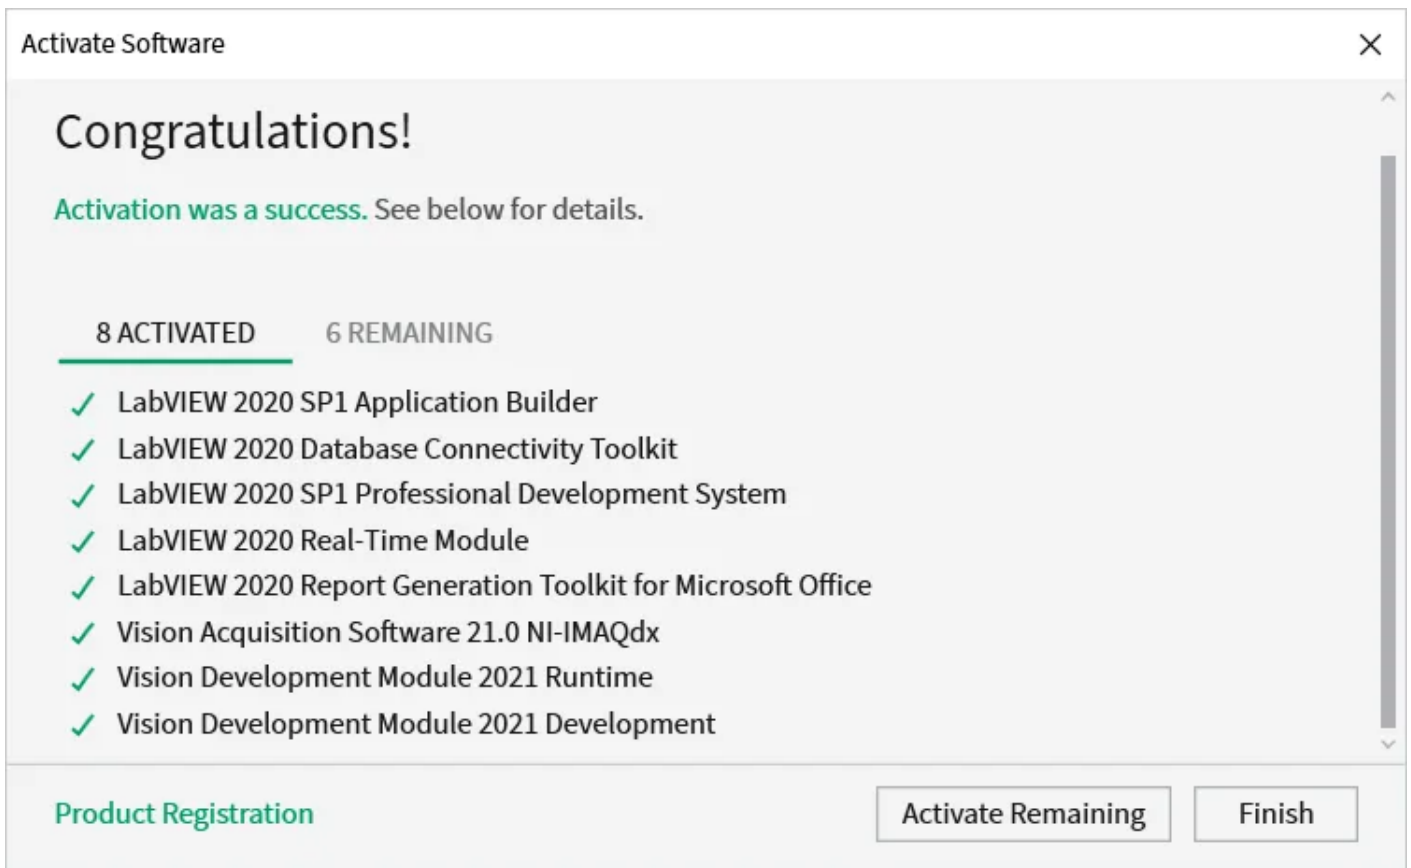 Activate Software
Congratulations!
Activation was a success. See below for details.
8 ACTIVATED 6 REMAINING
LabVIEW 2020 SP1 Application Builder
LabVIEW 2020 Database Connectivity Toolkit
LabVIEW 2020 SP1 Professional Development System
LabVIEW 2020 Real-Time Module
LabVIEW 2020 Report Generation Toolkit for Microsoft Office
Vision Acquisition Software 21.0 NI-IMAQdx
Vision Development Module 2021 Runtime
Vision Development Module 2021 Development
Product Registration Activate Remaining Finish